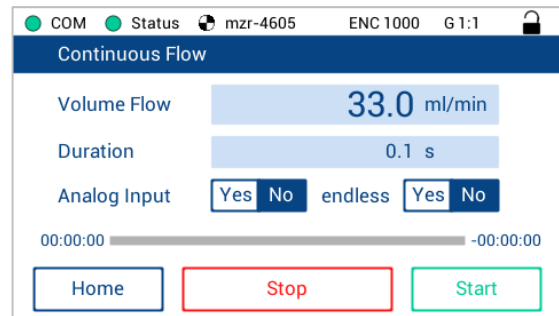 COM Status mzr-4605 ENC 1000 G 1:1
Continuous Flow
Volume Flow 33.0 ml/min
Duration 0.1 s
Analog Input Yes No endless Yes No
00:00:00 -00:00:00
Home Stop Start